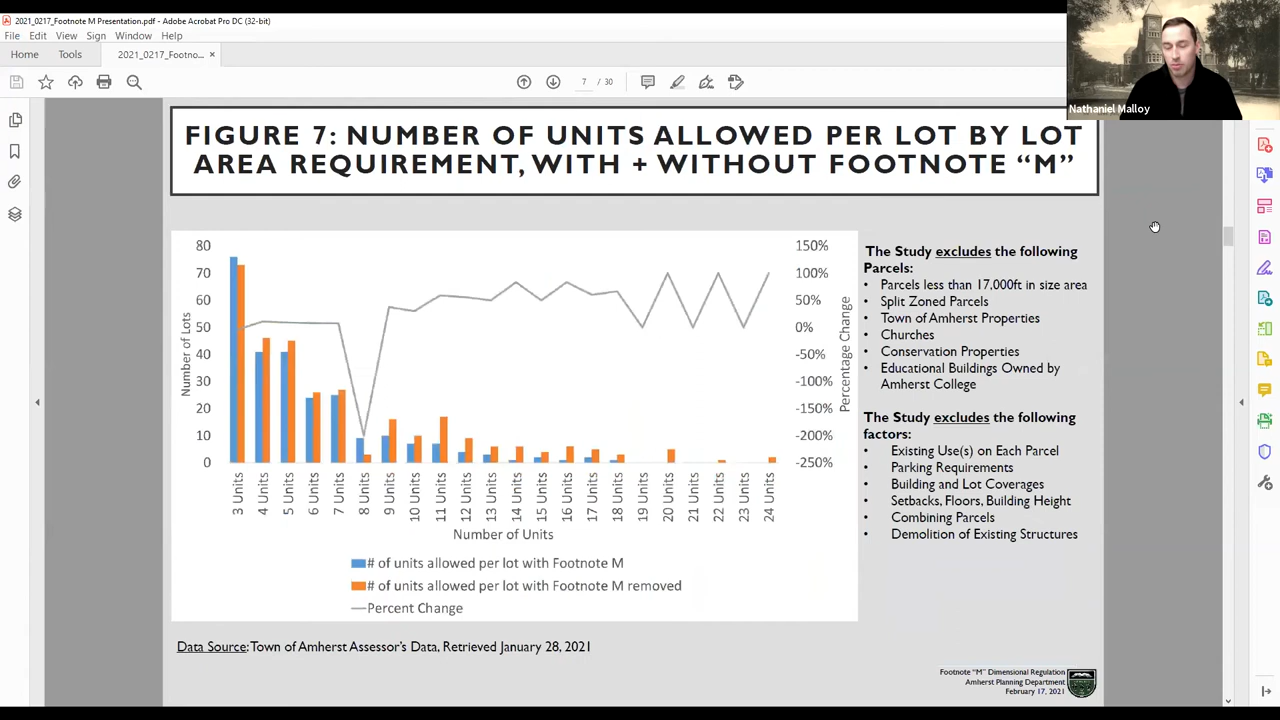 2021_0217_Footnote M Presentation.pdf - Adobe Acrobat Pro DC (32-bit)
File Edit View Sign Window Help
Home Tools 2021_0217_Footno... ×
7 / 30
Nathaniel Malloy
FIGURE 7: NUMBER OF UNITS ALLOWED PER LOT BY LOT
AREA REQUIREMENT, WITH + WITHOUT FOOTNOTE “M”
80
70
60
50
40
30
20
10
0
Number of Lots
150%
100%
50%
0%
-50%
-100%
-150%
-200%
-250%
Percentage Change
3 Units
4 Units
5 Units
6 Units
7 Units
8 Units
9 Units
10 Units
11 Units
12 Units
13 Units
14 Units
15 Units
16 Units
17 Units
18 Units
19 Units
20 Units
21 Units
22 Units
23 Units
24 Units
Number of Units
# of units allowed per lot with Footnote M
# of units allowed per lot with Footnote M removed
Percent Change
The Study excludes the following
Parcels:
• Parcels less than 17,000ft in size area
• Split Zoned Parcels
• Town of Amherst Properties
• Churches
• Conservation Properties
• Educational Buildings Owned by
Amherst College
The Study excludes the following
factors:
• Existing Use(s) on Each Parcel
• Parking Requirements
• Building and Lot Coverages
• Setbacks, Floors, Building Height
• Combining Parcels
• Demolition of Existing Structures
Data Source: Town of Amherst Assessor’s Data, Retrieved January 28, 2021
Footnote “M” Dimensional Regulation
Amherst Planning Department
February 17, 2021